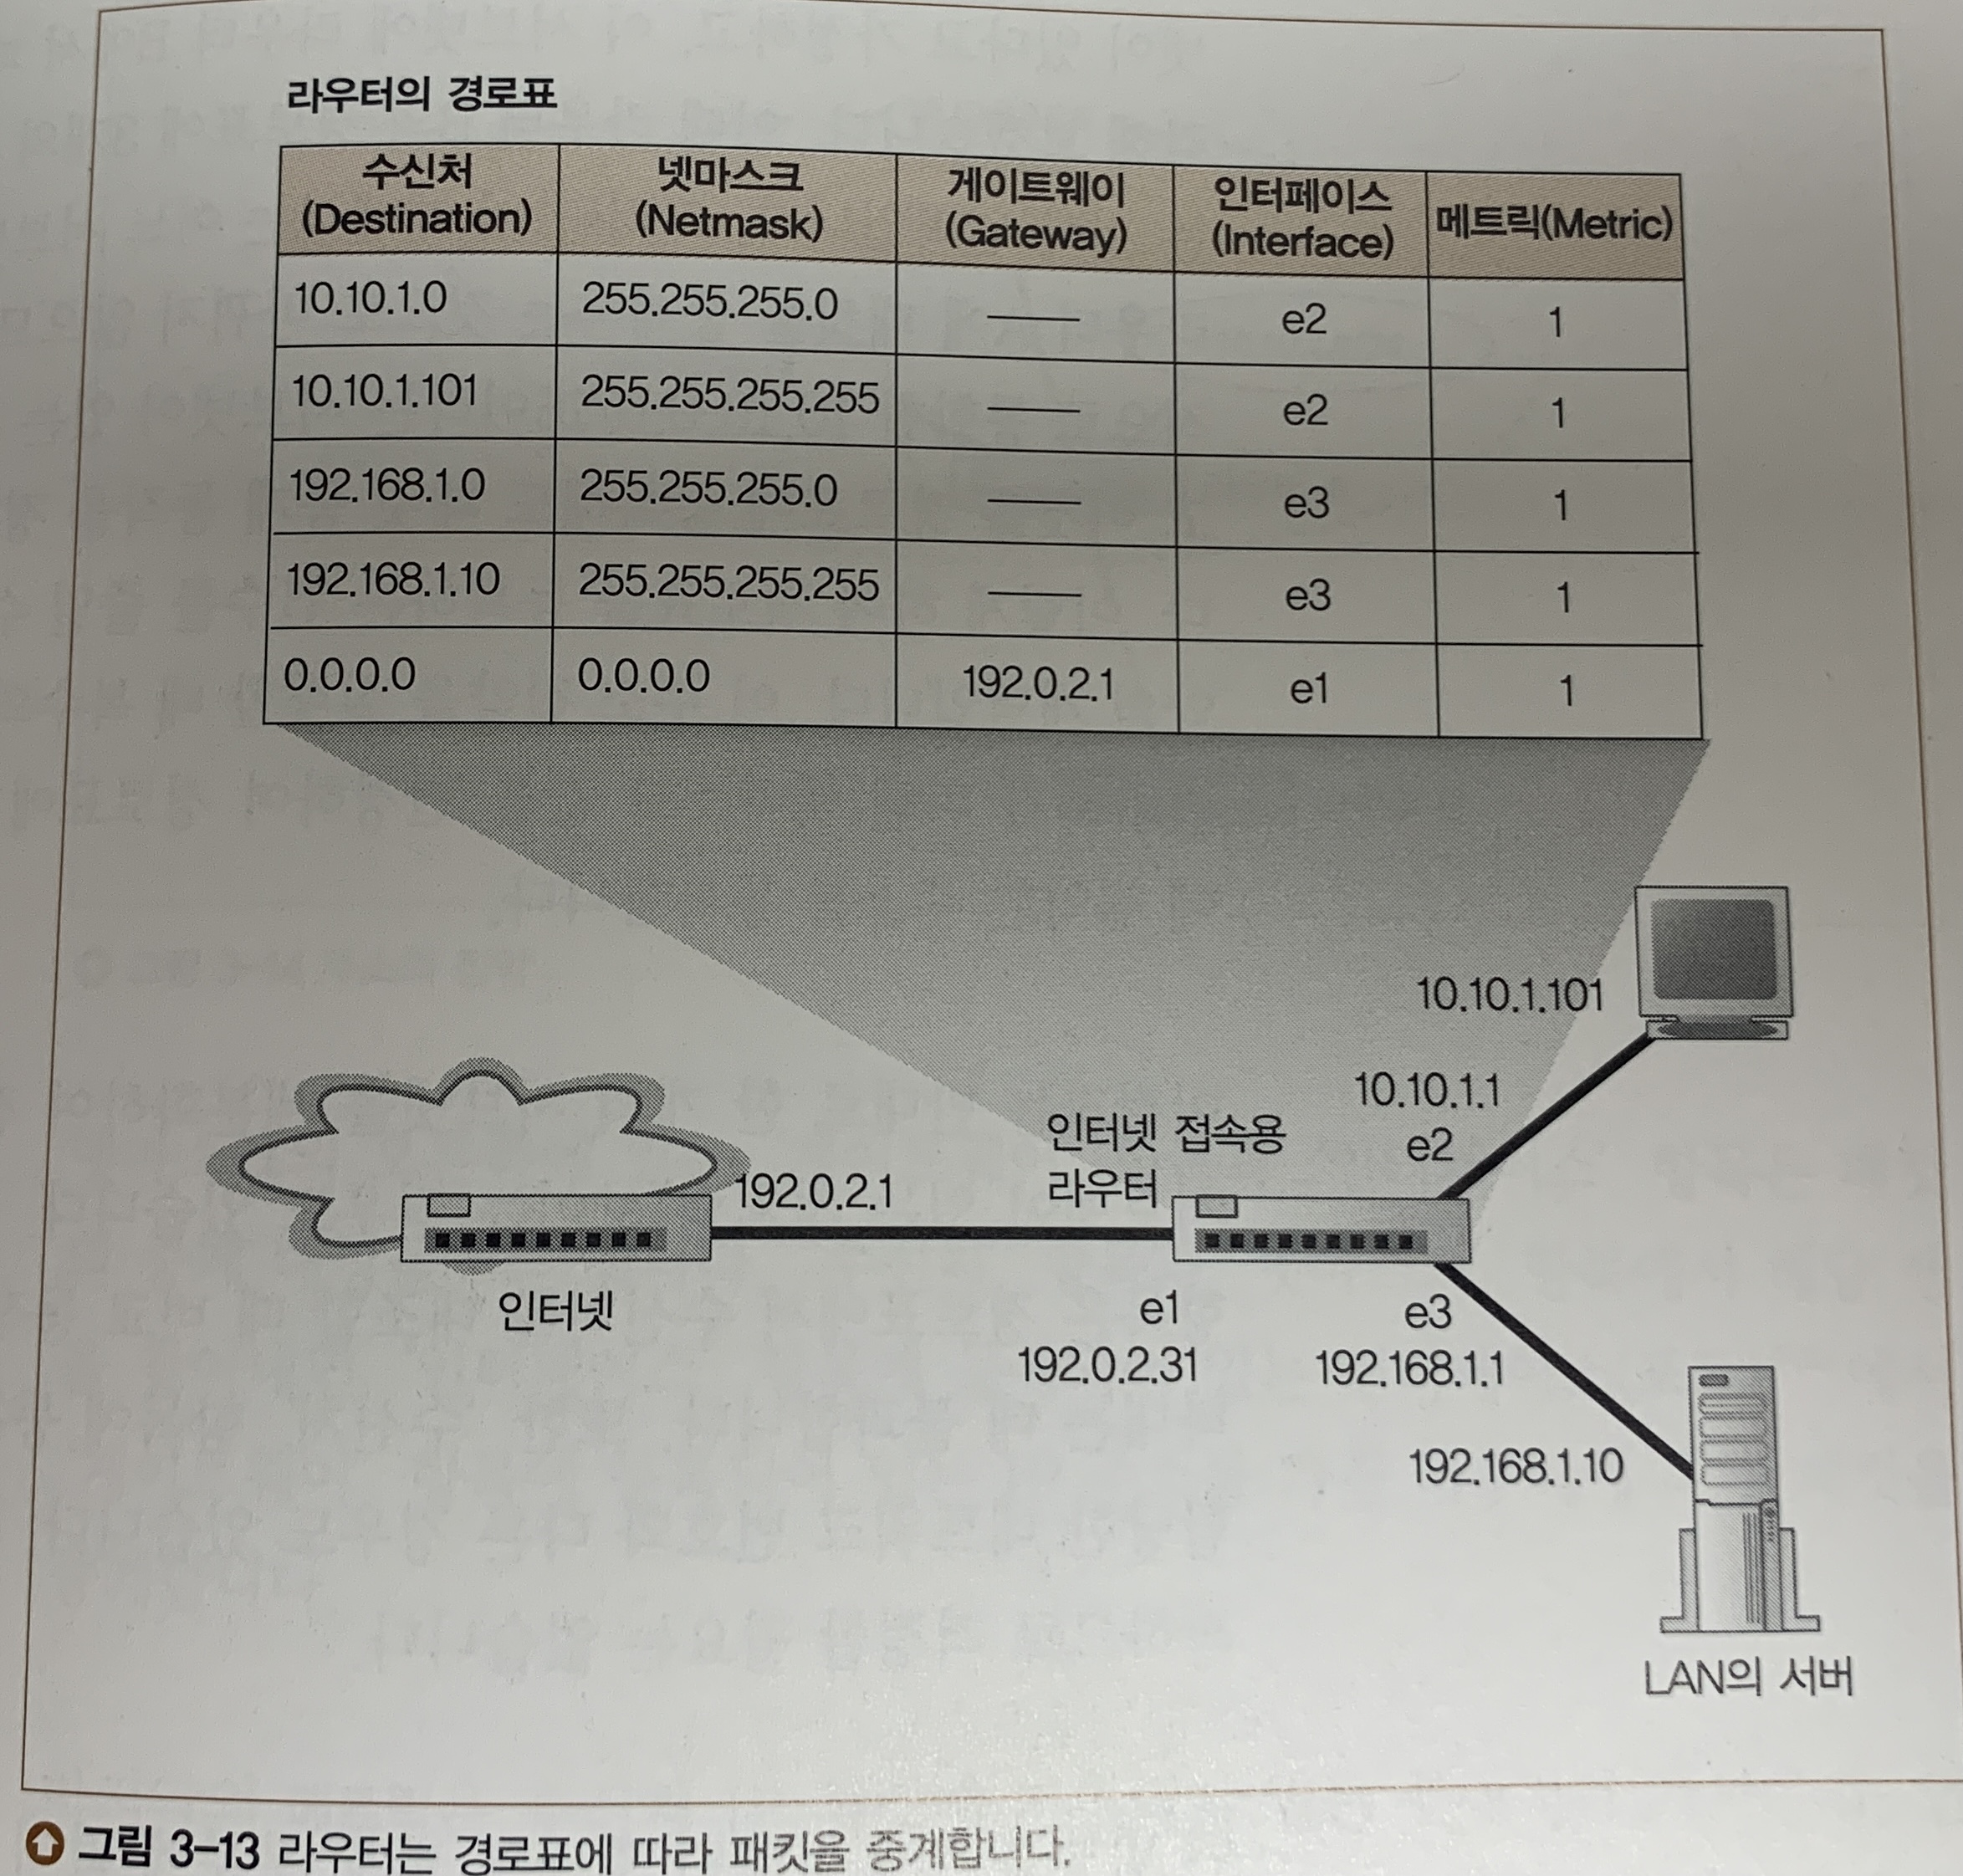 라우터의 경로표
수신처 넷마스크 게이트웨이 인터페이스 메트릭(Metric)
(Destination) (Netmask) (Gateway) (Interface)
10.10.1.0 255.255.255.0 —— e2 1
10.10.1.101 255.255.255.255 —— e2 1
192.168.1.0 255.255.255.0 —— e3 1
192.168.1.10 255.255.255.255 —— e3 1
0.0.0.0 0.0.0.0 192.0.2.1 e1 1
10.10.1.101
10.10.1.1
인터넷 접속용 e2
192.0.2.1 라우터
인터넷 e1 e3
192.0.2.31 192.168.1.1
192.168.1.10
LAN의 서버
그림 3-13 라우터는 경로표에 따라 패킷을 중계합니다.